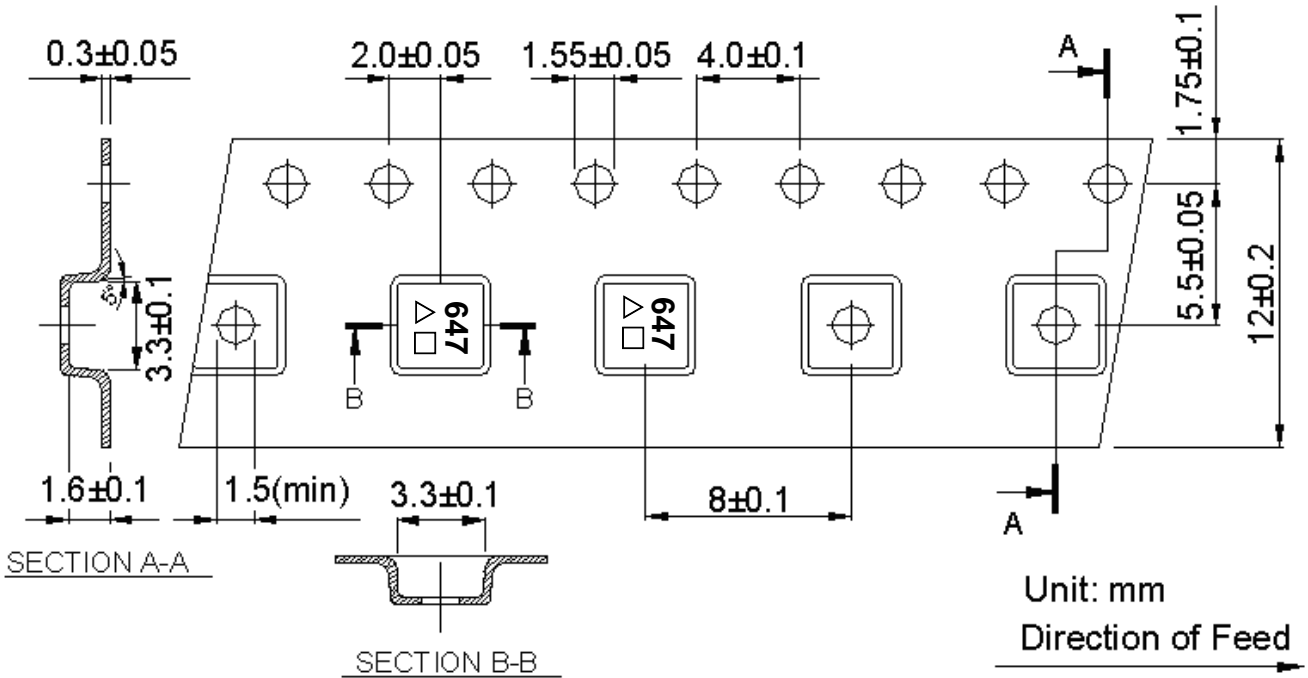 0.3±0.05
2.0±0.05
1.55±0.05
4.0±0.1
A
1.75±0.1
5.5±0.05
12±0.2
5°
3.3±0.1
647
647
B
B
1.6±0.1
1.5(min)
3.3±0.1
8±0.1
A
SECTION A-A
SECTION B-B
Unit: mm
Direction of Feed